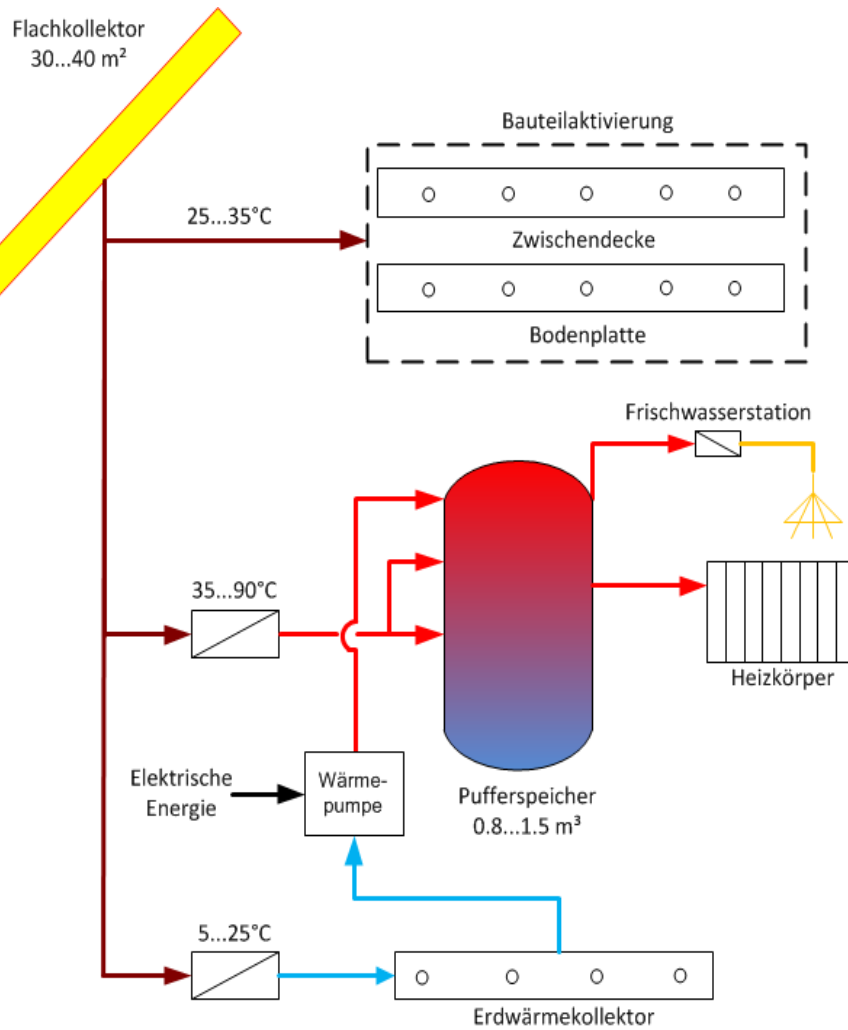 Flachkollektor
30...40 m²
Bauteilaktivierung
25...35°C
Zwischendecke
Bodenplatte
Frischwasserstation
35...90°C
Heizkörper
Elektrische
Energie
Wärme-
pumpe
Pufferspeicher
0.8...1.5 m³
5...25°C
Erdwärmekollektor